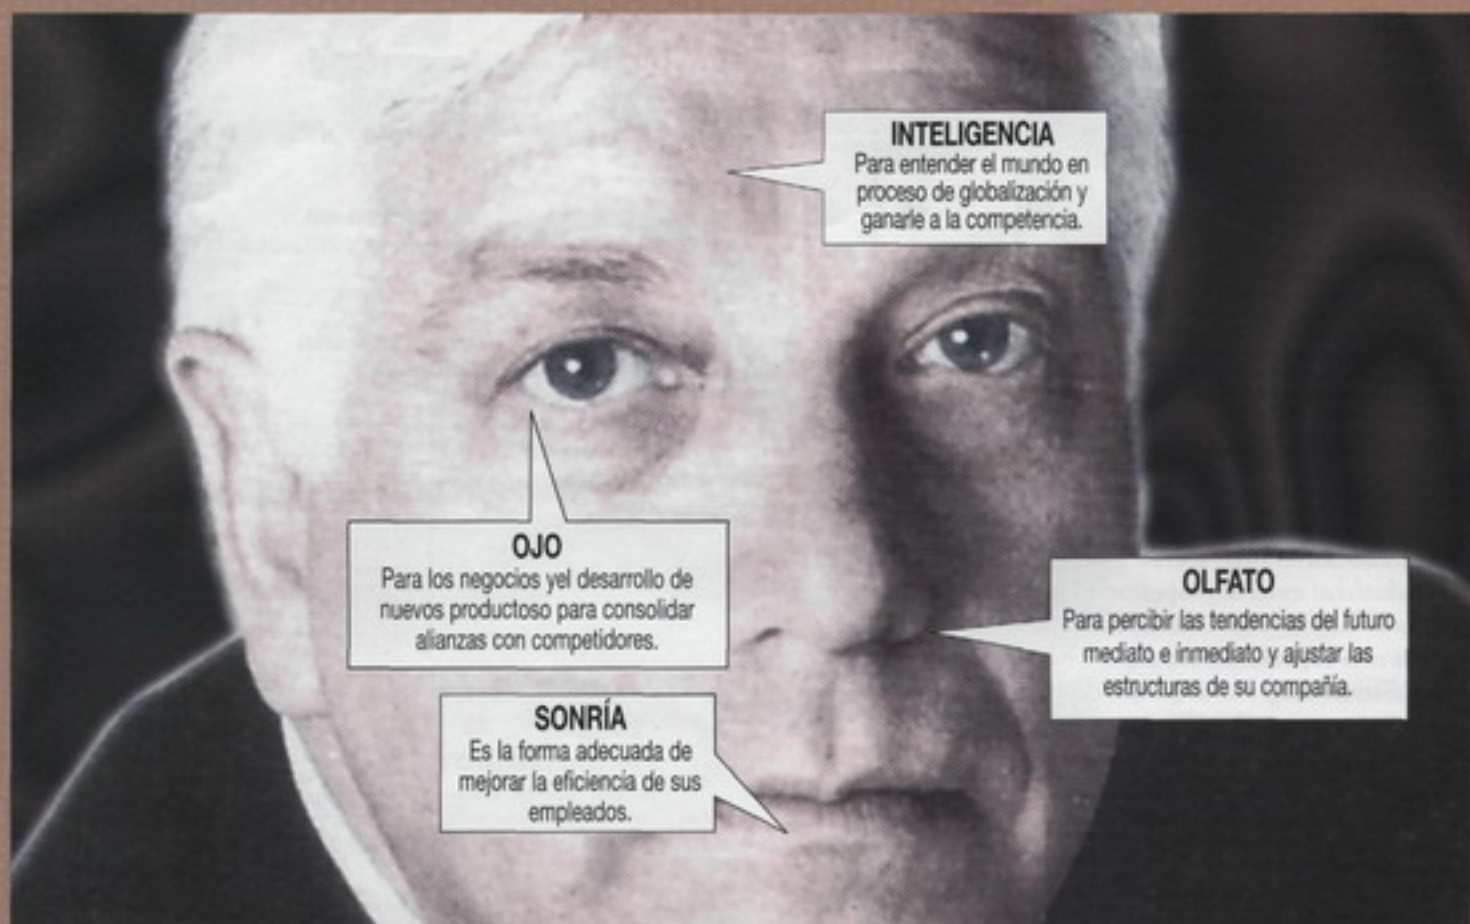 INTELIGENCIA
Para entender el mundo en
proceso de globalización y
ganarle a la competencia.
OJO
Para los negocios yel desarrollo de
nuevos productoso para consolidar
alianzas con competidores.
OLFATO
Para percibir las tendencias del futuro
mediato e inmediato y ajustar las
estructuras de su compañía.
SONRÍA
Es la forma adecuada de
mejorar la eficiencia de sus
empleados.